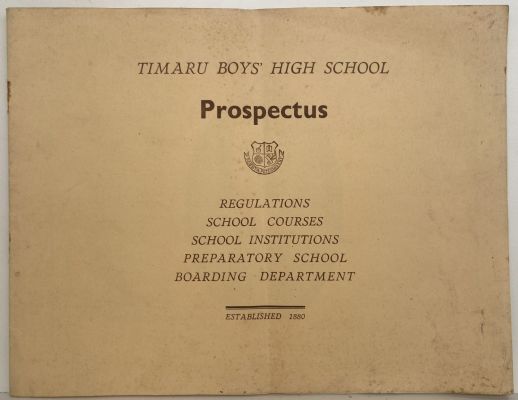 TIMARU BOYS' HIGH SCHOOL
Prospectus
REGULATIONS
SCHOOL COURSES
SCHOOL INSTITUTIONS
PREPARATORY SCHOOL
BOARDING DEPARTMENT
ESTABLISHED 1880